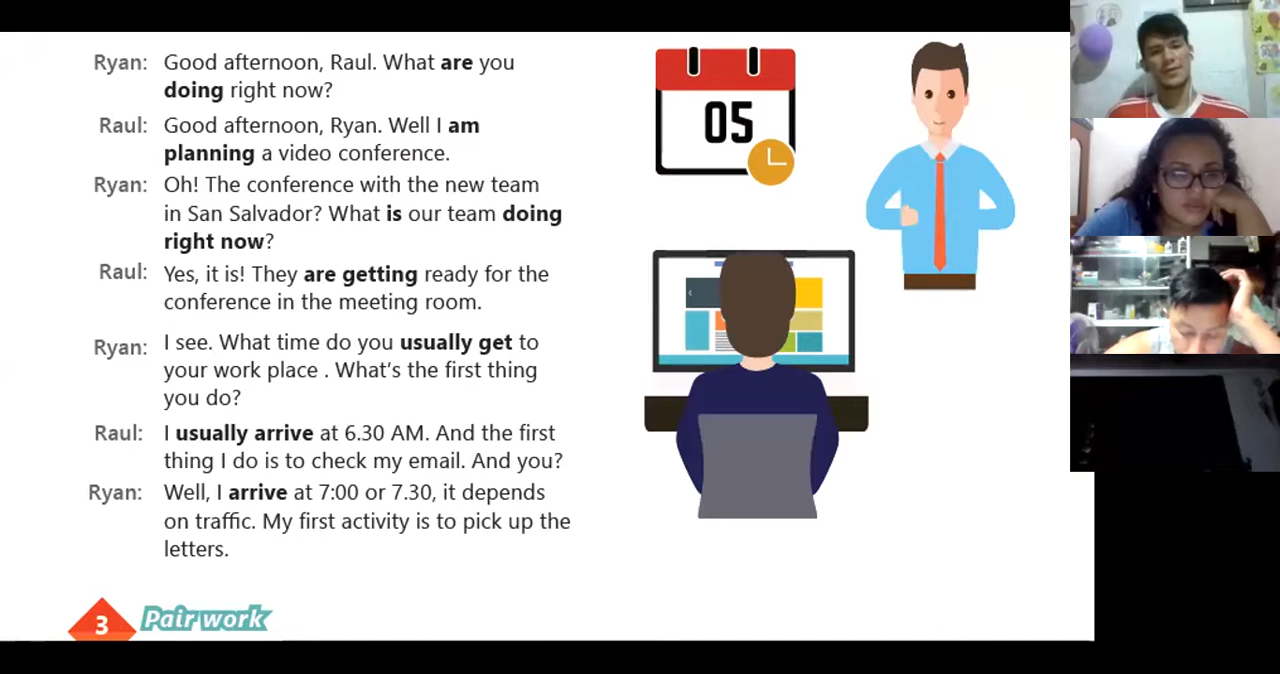 Ryan: Good afternoon, Raul. What are you
doing right now?
Raul: Good afternoon, Ryan. Well I am
planning a video conference.
Ryan: Oh! The conference with the new team
in San Salvador? What is our team doing
right now?
Raul: Yes, it is! They are getting ready for the
conference in the meeting room.
Ryan: I see. What time do you usually get to
your work place . What's the first thing
you do?
Raul: I usually arrive at 6.30 AM. And the first
thing I do is to check my email. And you?
Ryan: Well, I arrive at 7:00 or 7.30, it depends
on traffic. My first activity is to pick up the
letters.
05
3 Pair work